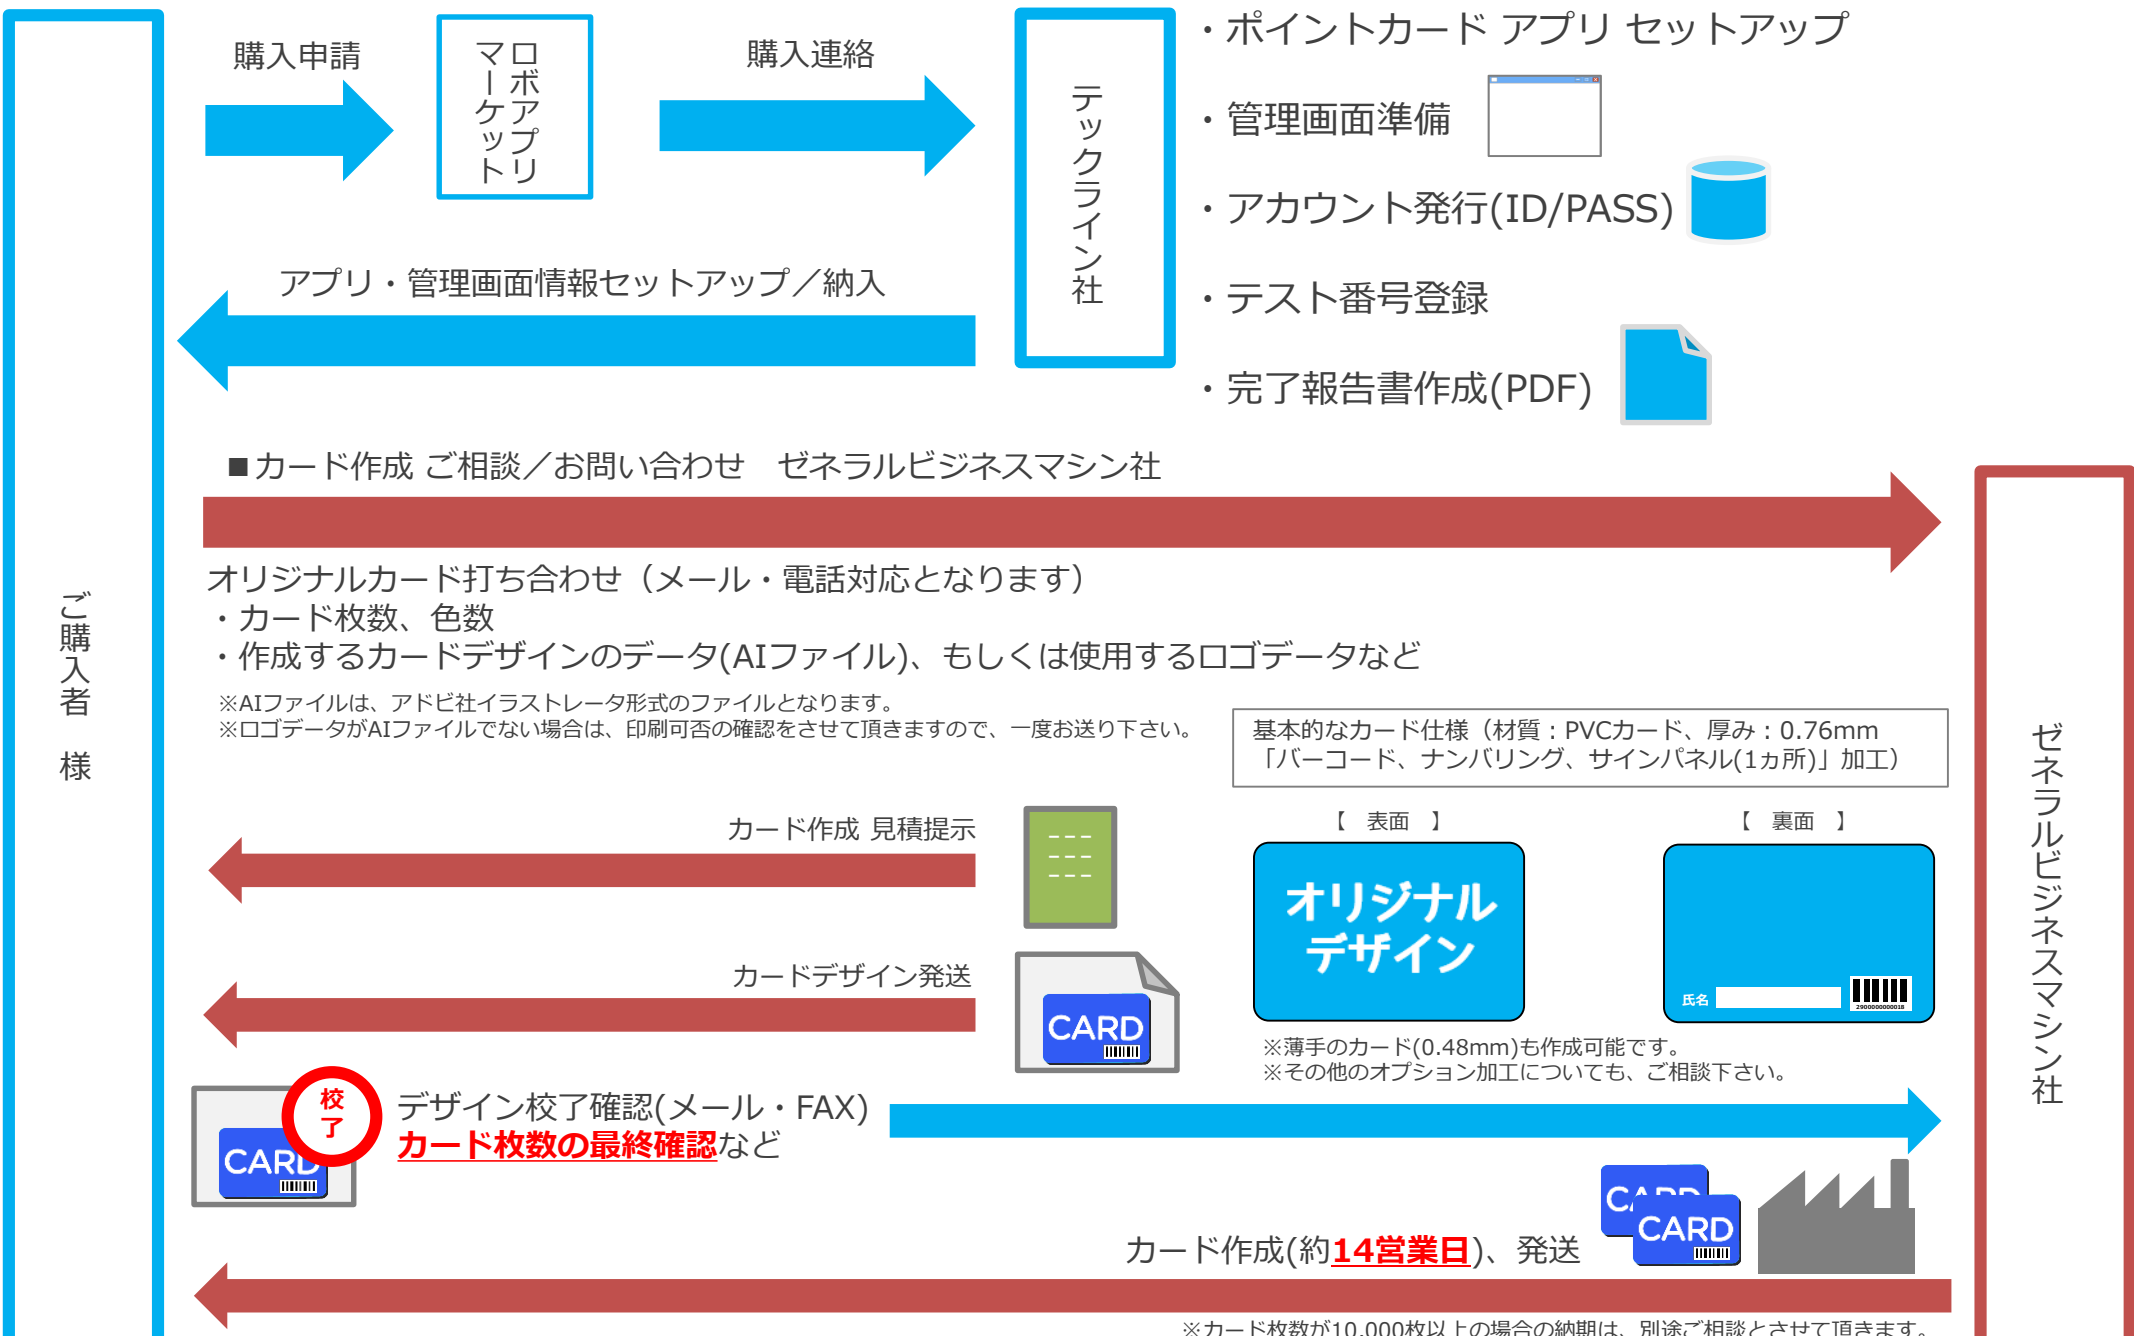 購入申請
ロボアプリ
マーケット
購入連絡
テックライン社
・ポイントカード アプリ セットアップ
・管理画面準備
・アカウント発行(ID/PASS)
・テスト番号登録
・完了報告書作成(PDF)
アプリ・管理画面情報セットアップ／納入
ご購入者　様
■カード作成 ご相談／お問い合わせ　ゼネラルビジネスマシン社
ゼネラルビジネスマシン社
オリジナルカード打ち合わせ（メール・電話対応となります）
・カード枚数、色数
・作成するカードデザインのデータ(AIファイル)、もしくは使用するロゴデータなど
※AIファイルは、アドビ社イラストレータ形式のファイルとなります。
※ロゴデータがAIファイルでない場合は、印刷可否の確認をさせて頂きますので、一度お送り下さい。
基本的なカード仕様（材質：PVCカード、厚み：0.76mm
「バーコード、ナンバリング、サインパネル(1ヵ所)」加工）
カード作成 見積提示
【　表面　】
【　裏面　】
オリジナル
デザイン
氏名
2900000000018
カードデザイン発送
CARD
※薄手のカード(0.48mm)も作成可能です。
※その他のオプション加工についても、ご相談下さい。
校
了
CARD
デザイン校了確認(メール・FAX)
カード枚数の最終確認など
CARD
CARD
カード作成(約14営業日)、発送
※カード枚数が10,000枚以上の場合の納期は、別途ご相談とさせて頂きます。